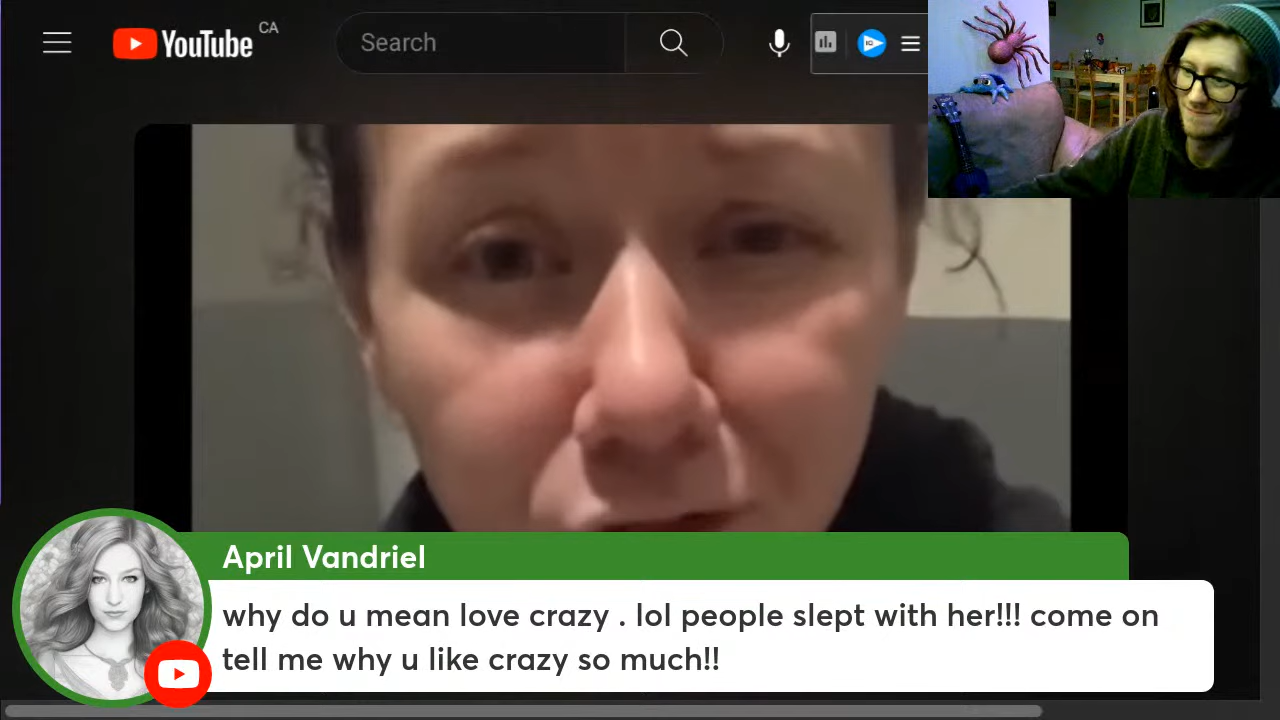 YouTube CA
Search
IG
April Vandriel
why do u mean love crazy . lol people slept with her!!! come on
tell me why u like crazy so much!!